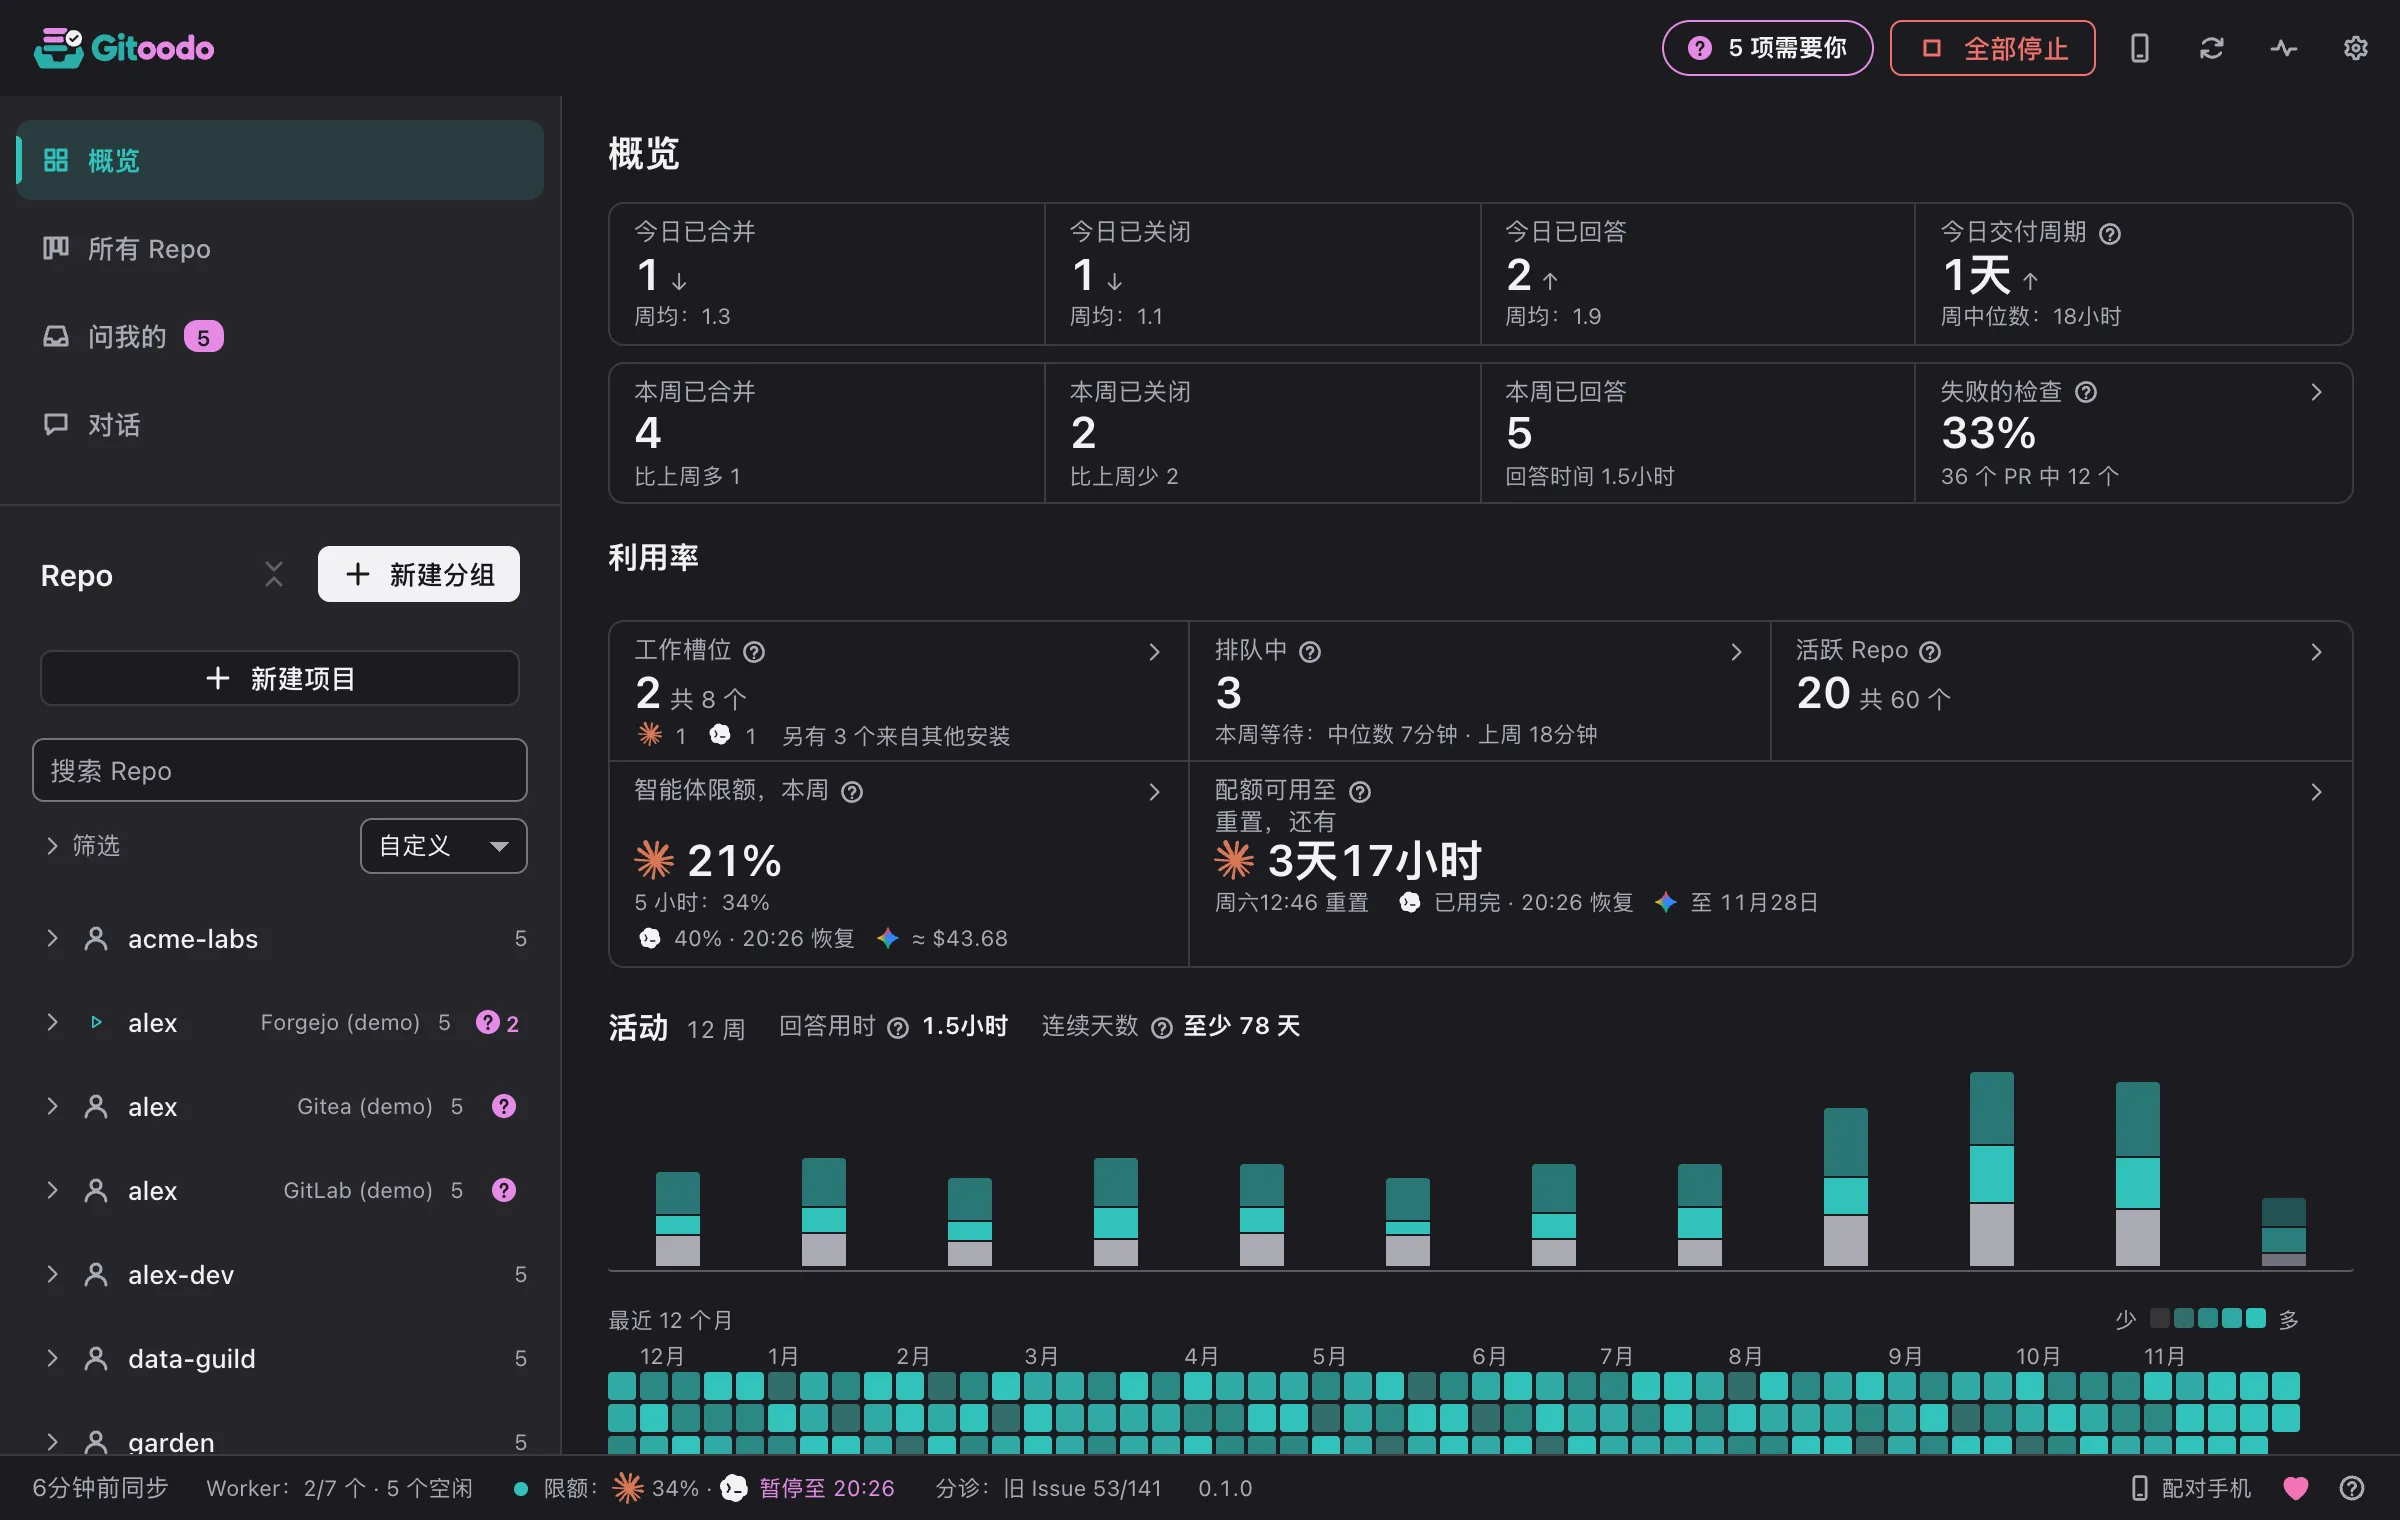 Gitoodo
5 项需要你
全部停止
概览
所有 Repo
问我的 5
对话
Repo
新建分组
新建项目
搜索 Repo
筛选
自定义
acme-labs 5
alex Forgejo (demo) 5 ? 2
alex Gitea (demo) 5 ?
alex GitLab (demo) 5 ?
alex-dev 5
data-guild 5
garden 5
概览
今日已合并
1 ↓
周均：1.3
今日已关闭
1 ↓
周均：1.1
今日已回答
2 ↑
周均：1.9
今日交付周期
1天 ↑
周中位数：18小时
本周已合并
4
比上周多 1
本周已关闭
2
比上周少 2
本周已回答
5
回答时间 1.5小时
失败的检查
33%
36 个 PR 中 12 个
利用率
工作槽位
2 共 8 个
1 1 另有 3 个来自其他安装
排队中
3
本周等待：中位数 7分钟 · 上周 18分钟
活跃 Repo
20 共 60 个
智能体限额，本周
21%
5 小时：34%
40% · 20:26 恢复 ≈ $43.68
配额可用至
重置，还有
3天17小时
周六12:46 重置 已用完 · 20:26 恢复 至 11月28日
活动 12 周 回答用时 1.5小时 连续天数 至少 78 天
最近 12 个月
少 多
12月 1月 2月 3月 4月 5月 6月 7月 8月 9月 10月 11月
6分钟前同步 Worker：2/7 个 · 5 个空闲 限额： 34% · 暂停至 20:26 分诊：旧 Issue 53/141 0.1.0
配对手机